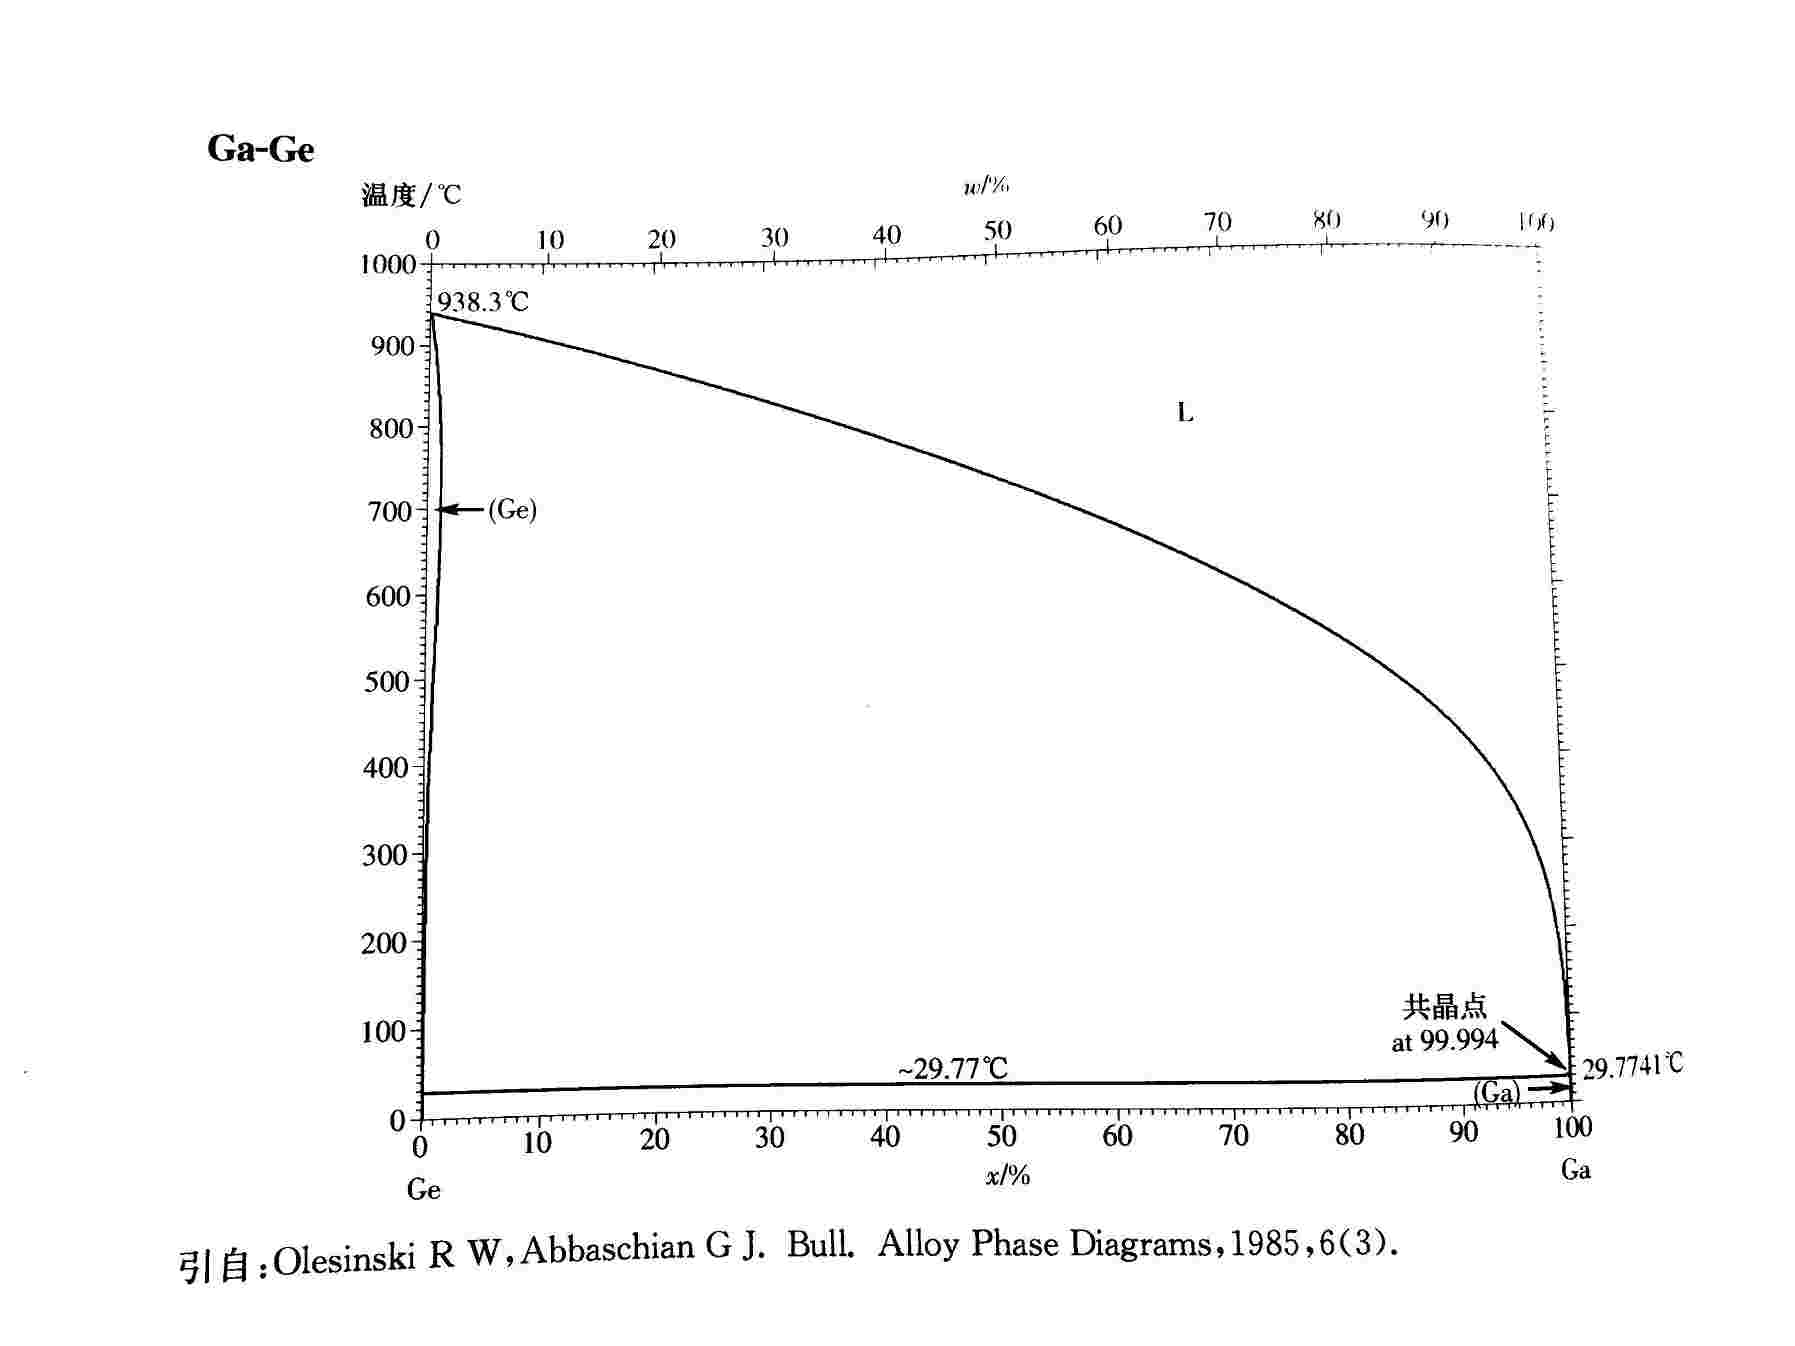 Ga-Ge
温度/℃
w/%
0 10 20 30 40 50 60 70 80 90 100
1000
938.3℃
900
800
L
700
(Ge)
600
500
400
300
200
100
共晶点
at 99.994
~29.77℃
29.7741℃
(Ga)
0
0 10 20 30 40 50 60 70 80 90 100
x/%
Ge
Ga
引自:Olesinski R W,Abbaschian G J. Bull. Alloy Phase Diagrams,1985,6(3).